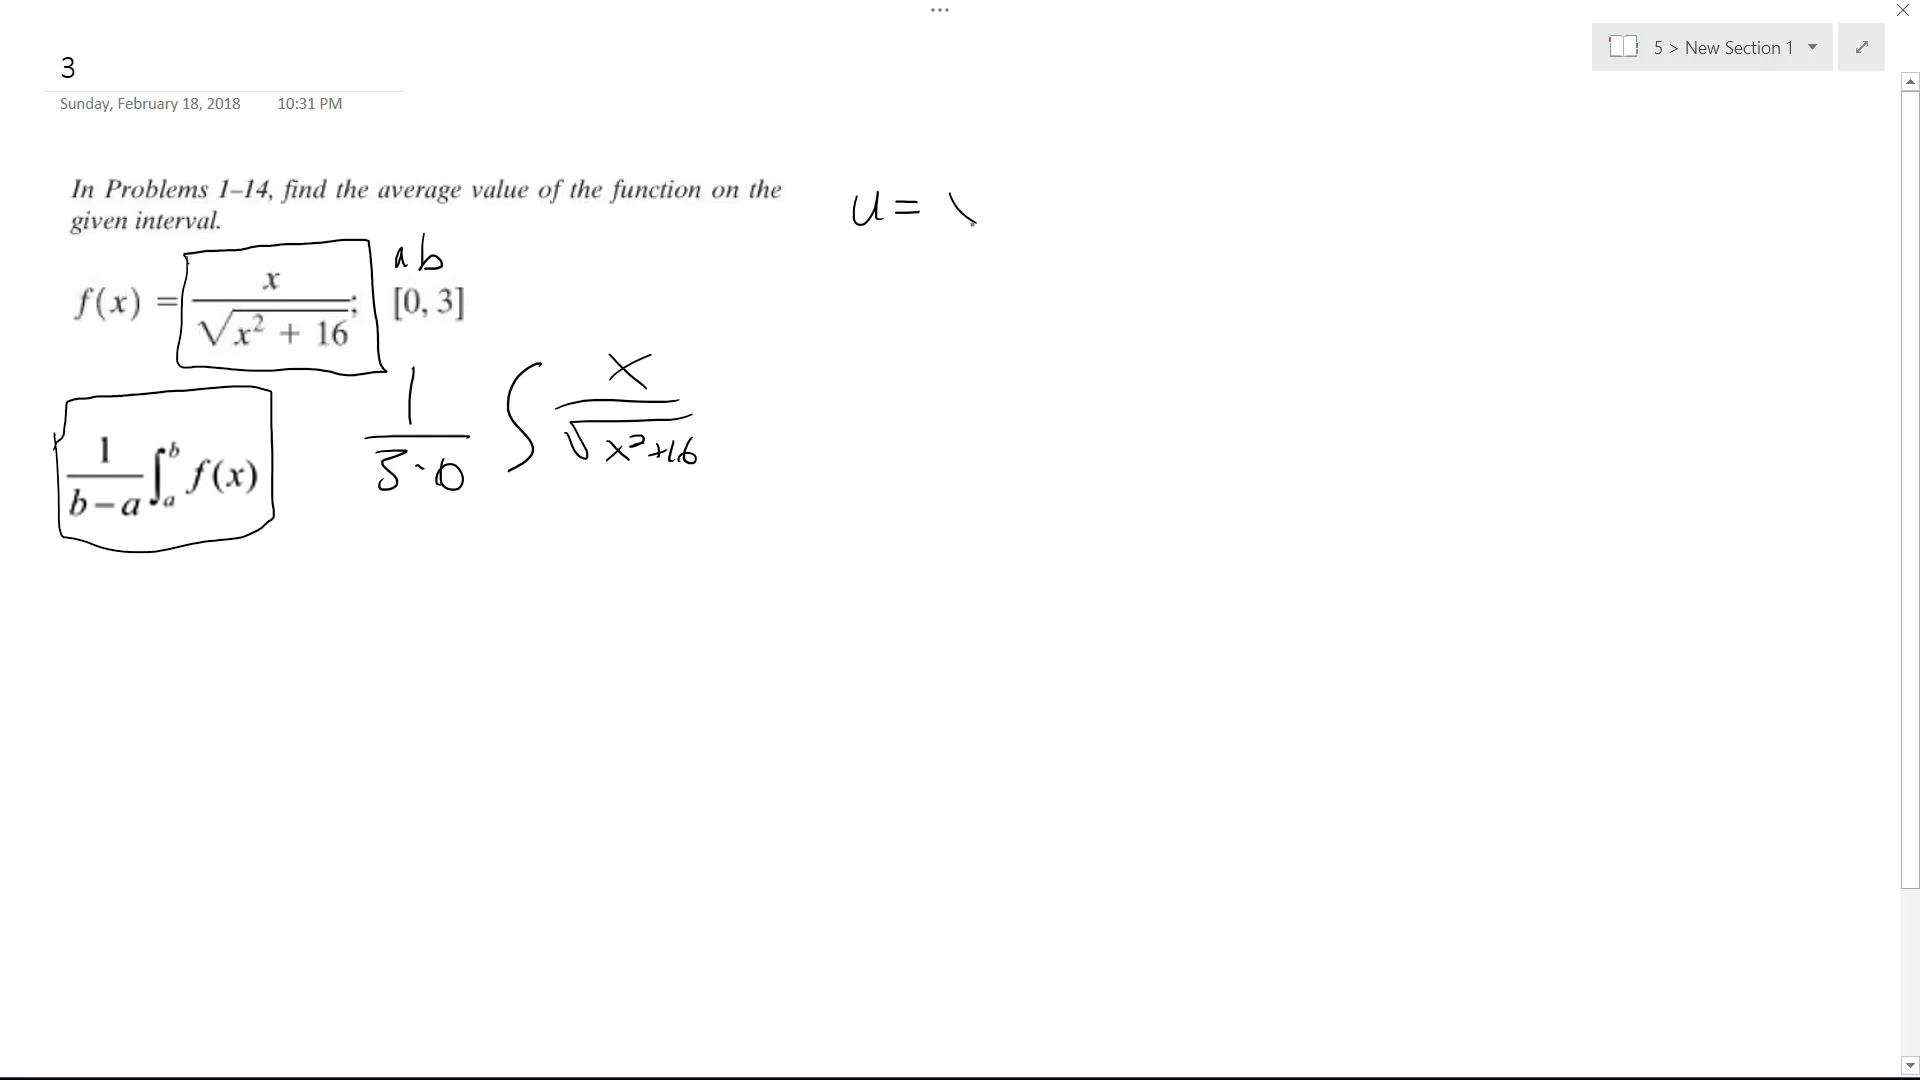 5 > New Section 1
3
Sunday, February 18, 2018 10:31 PM
In Problems 1–14, find the average value of the function on the
given interval.
u = \
a b
f(x) = x / √(x² + 16); [0, 3]
1/(b – a) ∫ₐᵇ f(x)
1/(3-0) ∫ x/√(x²+16)